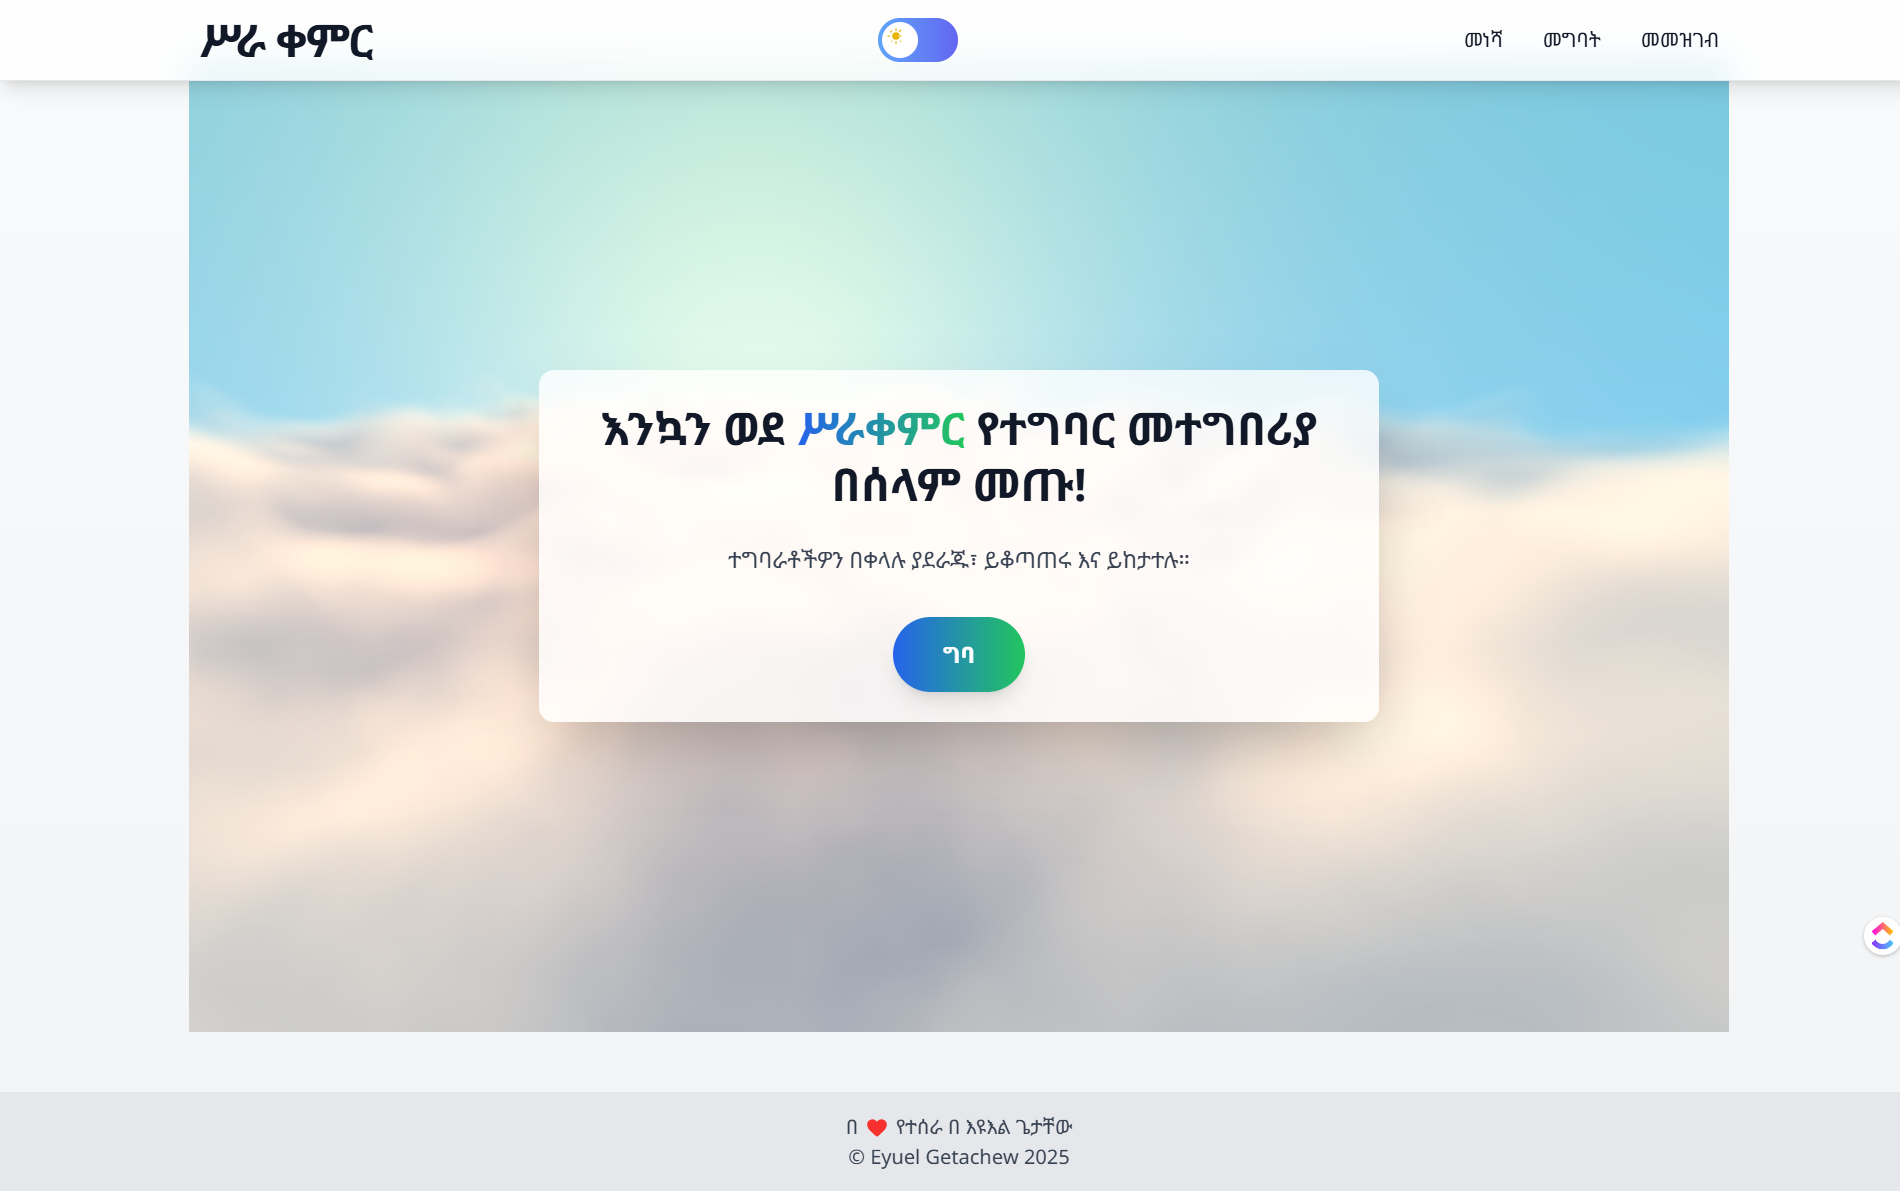 ሥራ ቀምር
መነሻ
መግባት
መመዝገብ
እንኳን ወደ ሥራቀምር የተግባር መተግበሪያ
በሰላም መጡ!
ተግባራቶችዎን በቀላሉ ያደራጁ፣ ይቆጣጠሩ እና ይከታተሉ።
ግባ
በ ❤️ የተሰራ በ እዩኤል ጌታቸው
© Eyuel Getachew 2025